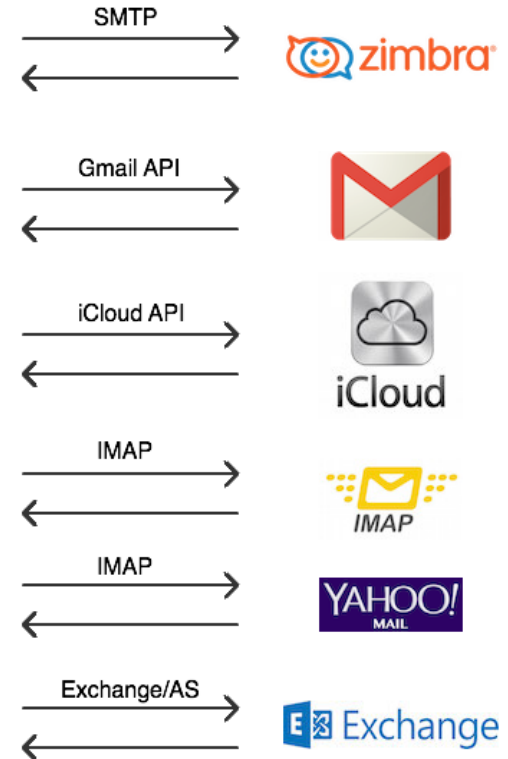 SMTP
zimbra
Gmail API
iCloud API
iCloud
IMAP
IMAP
IMAP
YAHOO!
MAIL
Exchange/AS
E Exchange